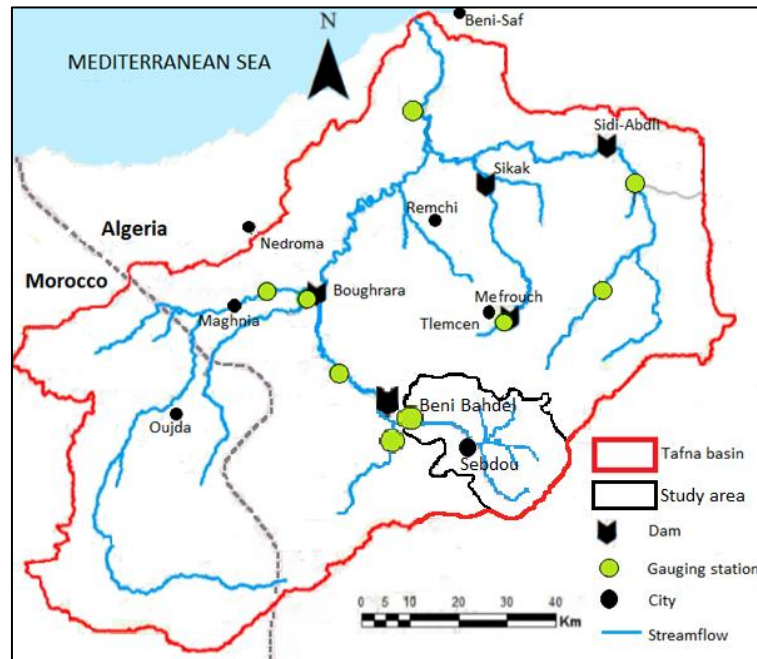 Beni-Saf
N
MEDITERRANEAN SEA
Sidi-Abdli
Sikak
Remchi
Algeria
Nedroma
Morocco
Boughrara
Maghnia
Mefrouch
Tlemcen
Oujda
Beni Bahdel
Sebdou
Tafna basin
Study area
Dam
Gauging station
City
Streamflow
0 5 10 20 30 40
Km